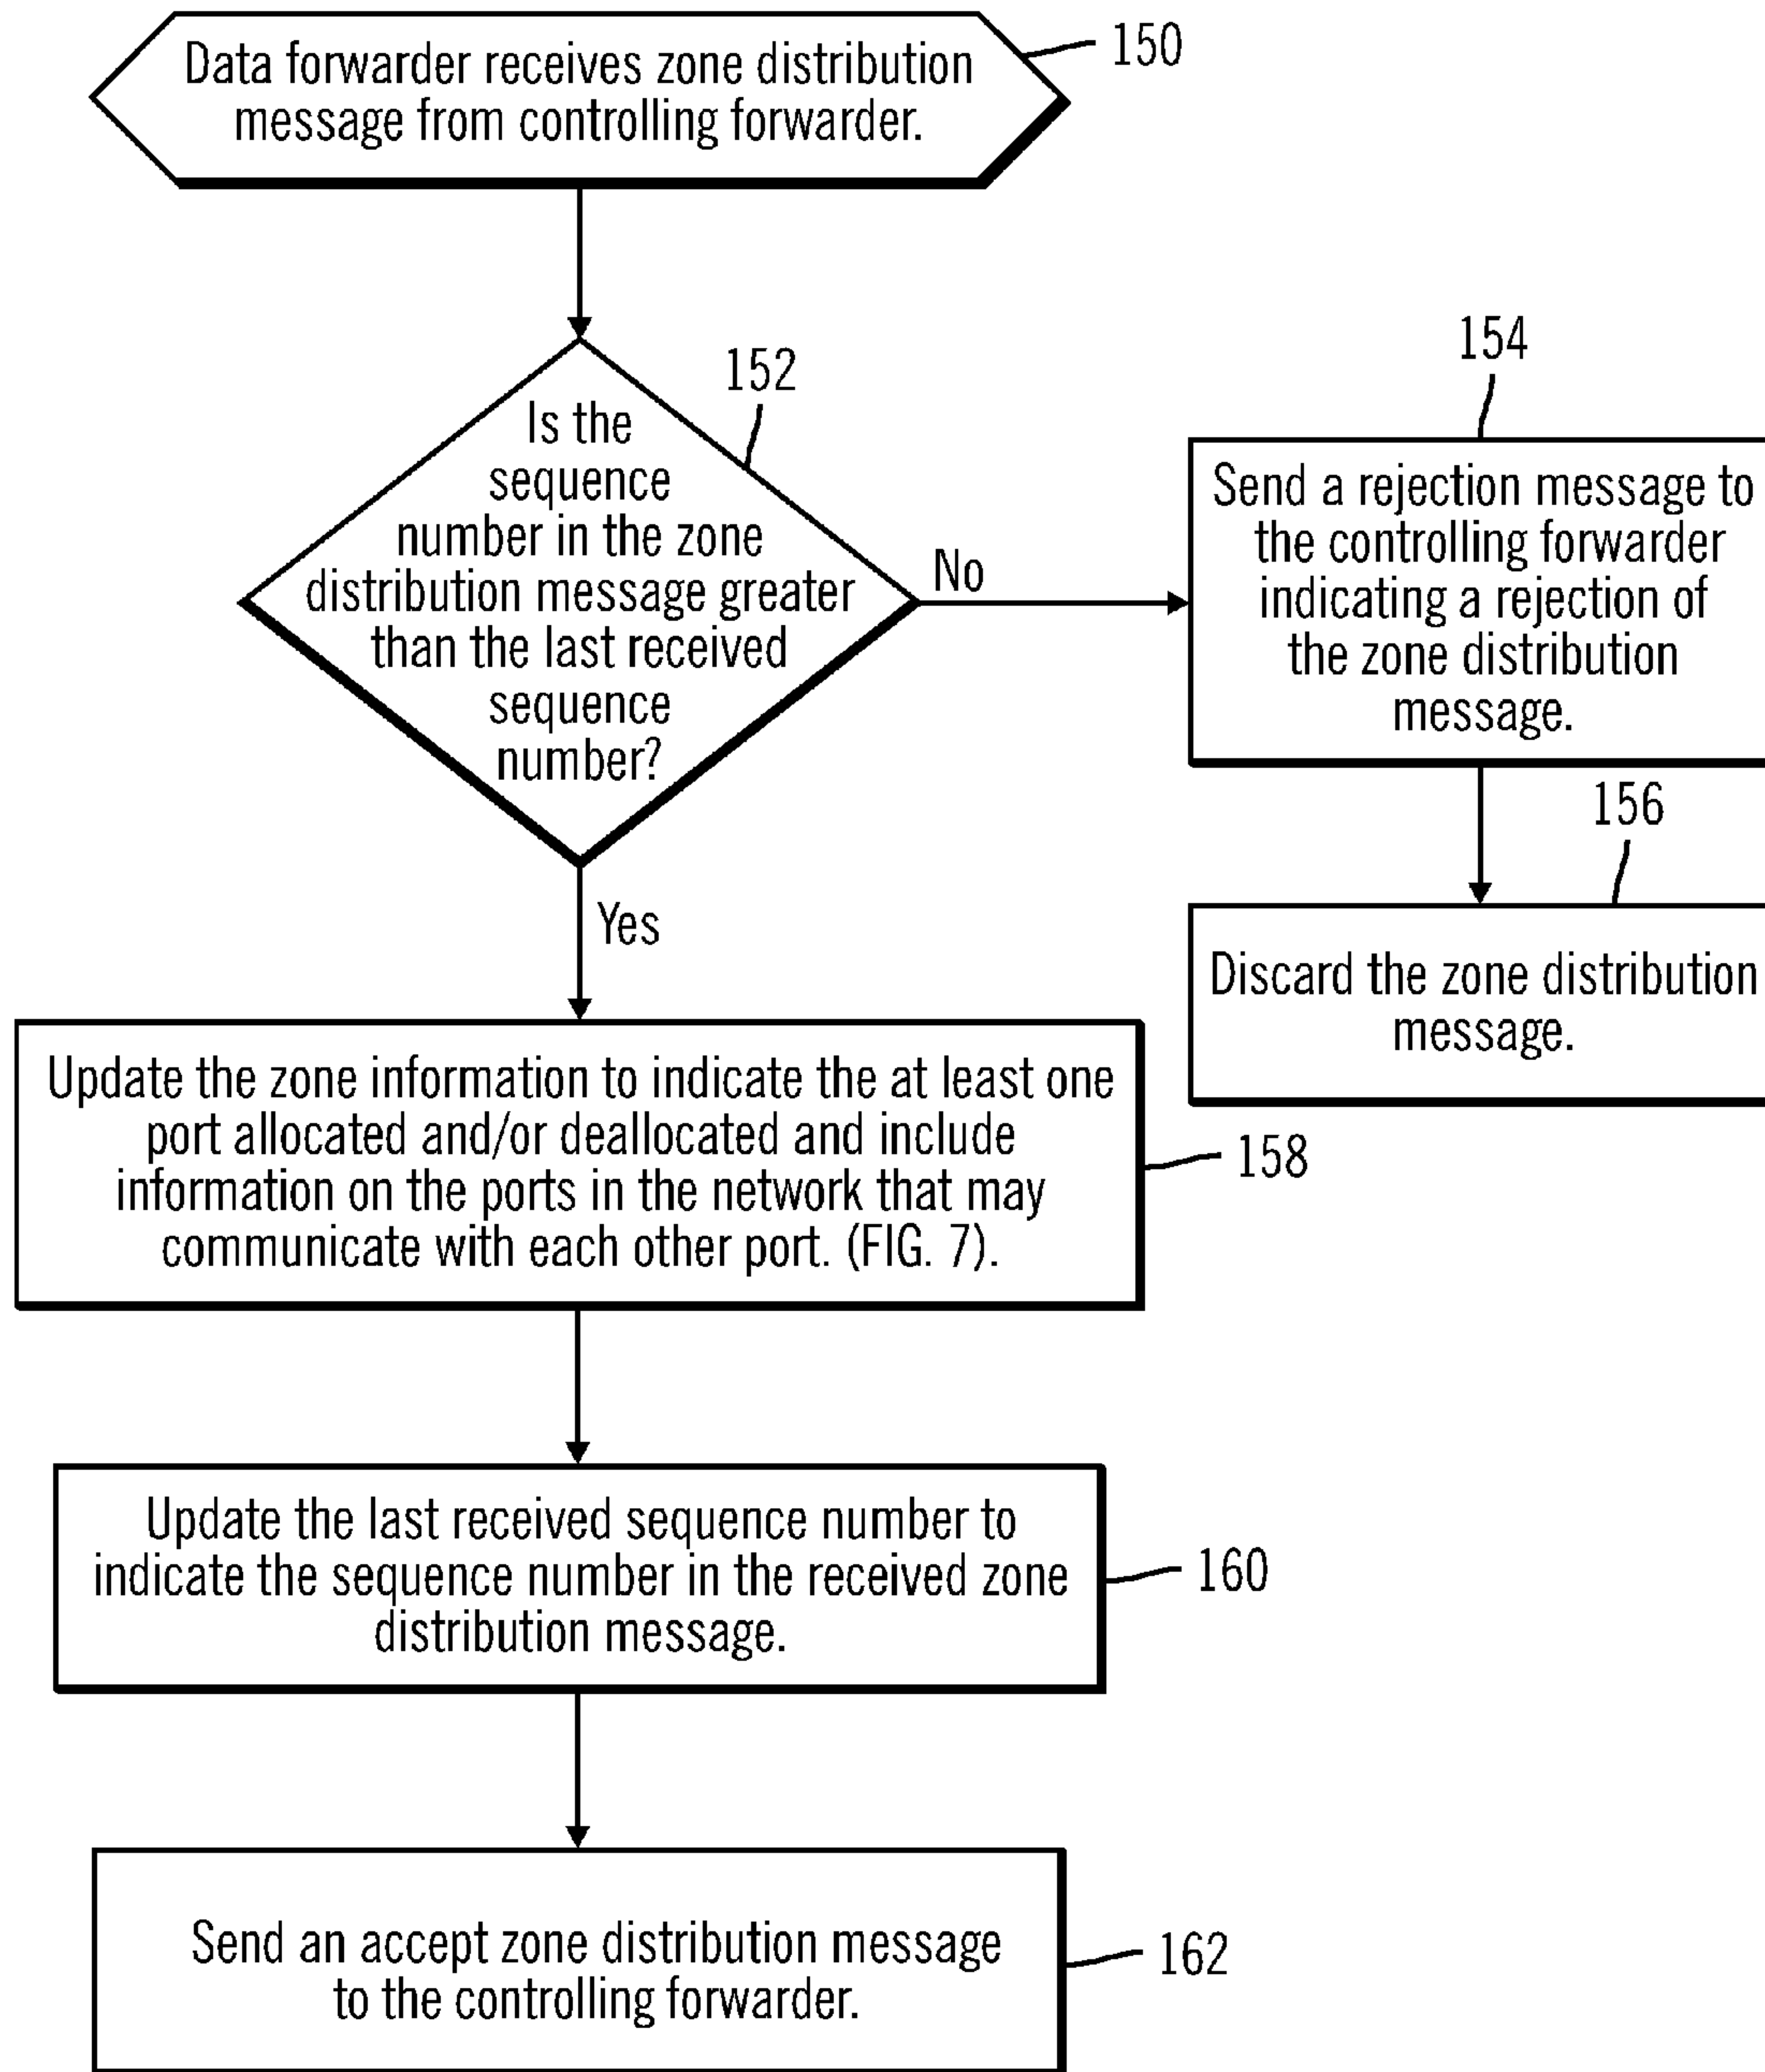 Data forwarder receives zone distribution
message from controlling forwarder.
150
152
Is the
sequence
number in the zone
distribution message greater
than the last received
sequence
number?
No
154
Send a rejection message to
the controlling forwarder
indicating a rejection of
the zone distribution
message.
156
Discard the zone distribution
message.
Yes
Update the zone information to indicate the at least one
port allocated and/or deallocated and include
information on the ports in the network that may
communicate with each other port. (FIG. 7).
158
Update the last received sequence number to
indicate the sequence number in the received zone
distribution message.
160
Send an accept zone distribution message
to the controlling forwarder.
162